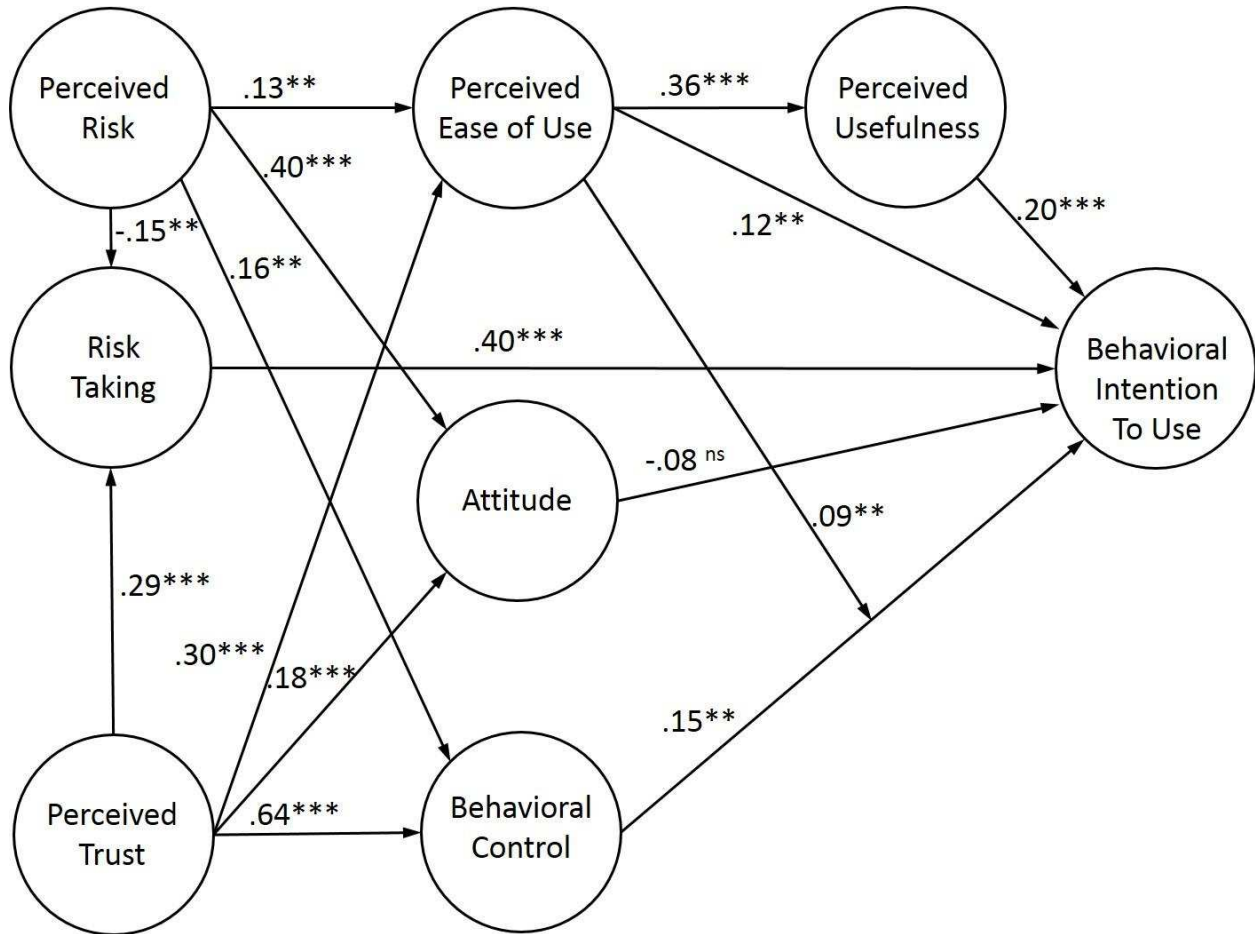 Perceived
Risk
.13**
Perceived
Ease of Use
.36***
Perceived
Usefulness
.40***
-.15**
.16**
.12**
.20***
Risk
Taking
.40***
Behavioral
Intention
To Use
Attitude
-.08 ns
.09**
.29***
.30***
.18***
.15**
Perceived
Trust
.64***
Behavioral
Control